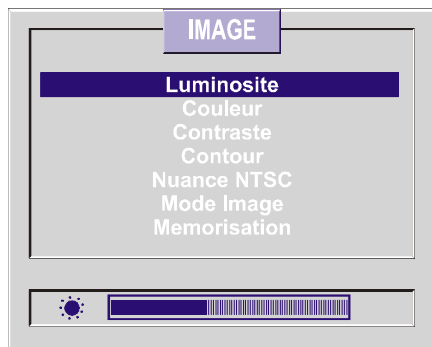 IMAGE
Luminosite
Couleur
Contraste
Contour
Nuance NTSC
Mode Image
Memorisation